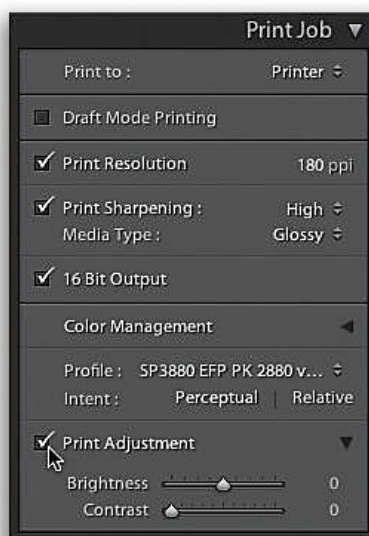 Print Job
Print to : Printer
Draft Mode Printing
Print Resolution 180 ppi
Print Sharpening : High
Media Type : Glossy
16 Bit Output
Color Management
Profile : SP3880 EFP PK 2880 v...
Intent : Perceptual | Relative
Print Adjustment
Brightness 0
Contrast 0